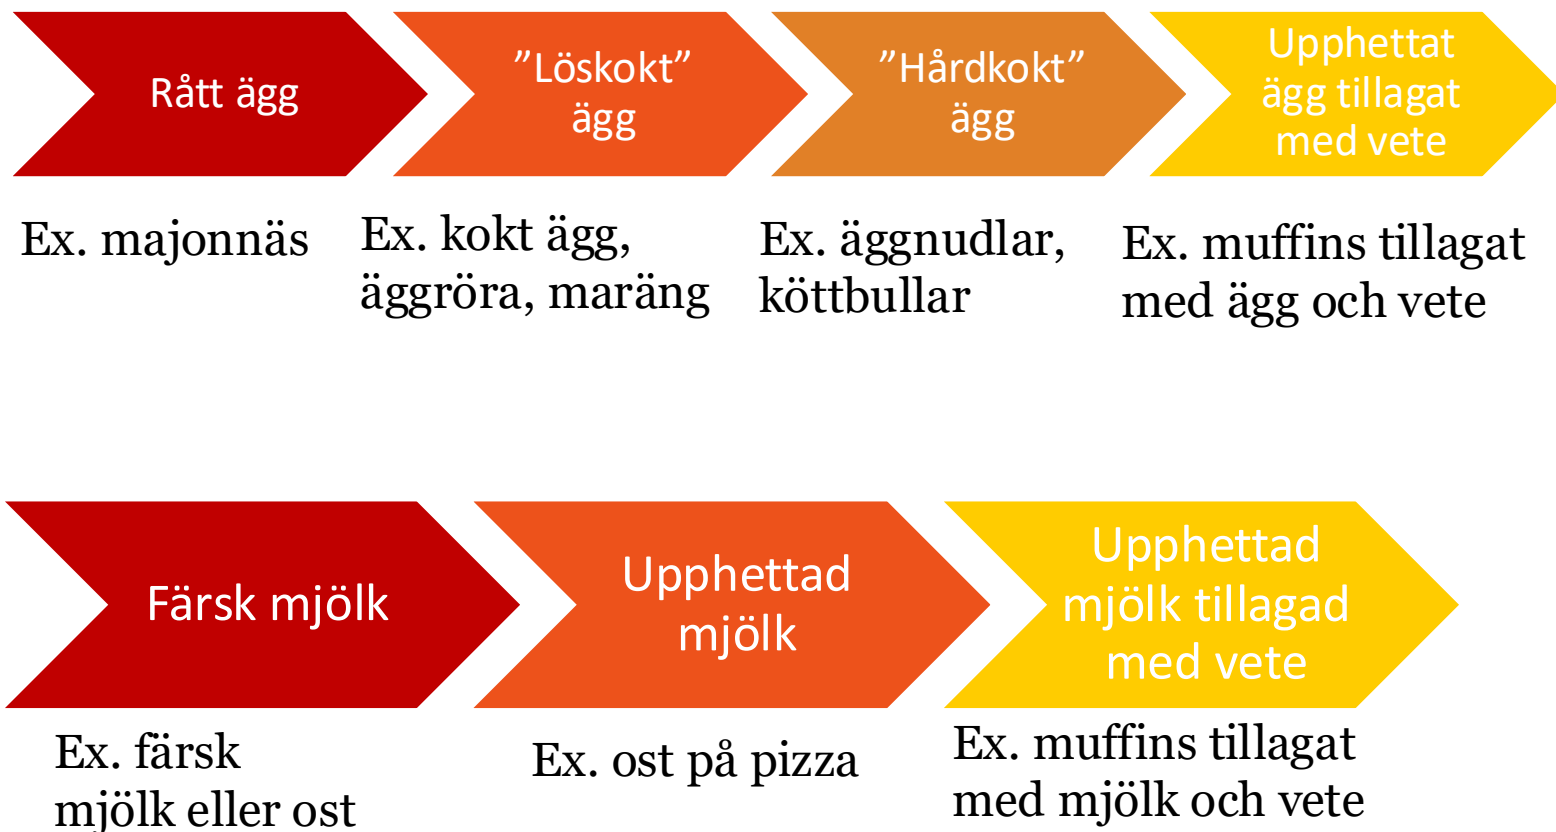 Rått ägg
”Löskokt”
ägg
”Hårdkokt”
ägg
Upphettat
ägg tillagat
med vete
Ex. majonnäs
Ex. kokt ägg,
äggröra, maräng
Ex. äggnudlar,
köttbullar
Ex. muffins tillagat
med ägg och vete
Färsk mjölk
Upphettad
mjölk
Upphettad
mjölk tillagad
med vete
Ex. färsk
mjölk eller ost
Ex. ost på pizza
Ex. muffins tillagat
med mjölk och vete